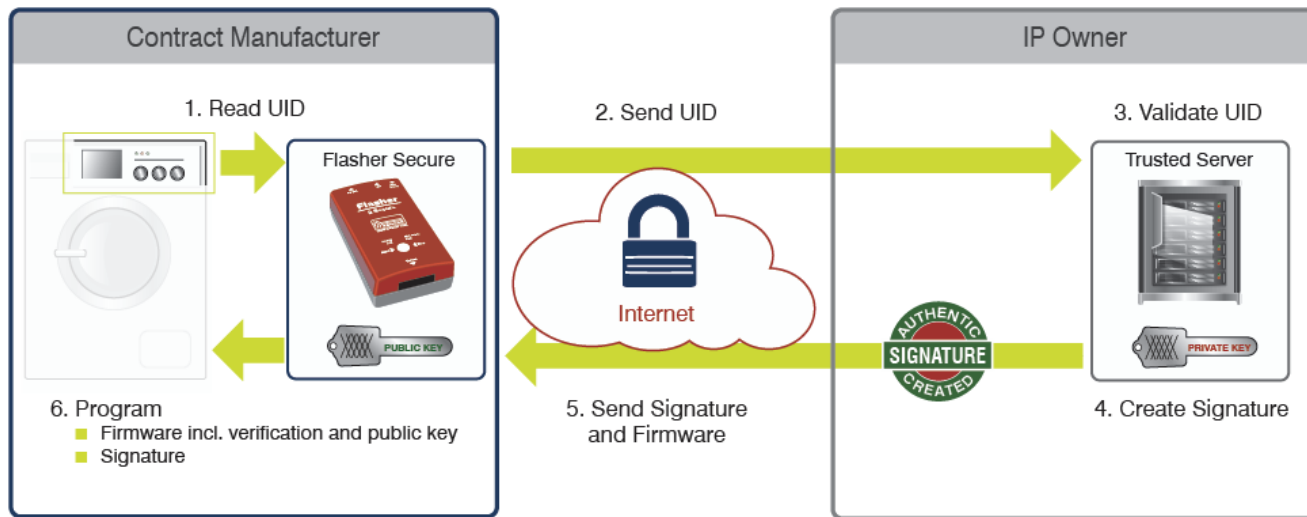 Contract Manufacturer
IP Owner
1. Read UID
2. Send UID
3. Validate UID
Flasher Secure
Trusted Server
Flasher
Internet
AUTHENTIC
SIGNATURE
CREATED
PUBLIC KEY
PRIVATE KEY
6. Program
Firmware incl. verification and public key
Signature
5. Send Signature
and Firmware
4. Create Signature